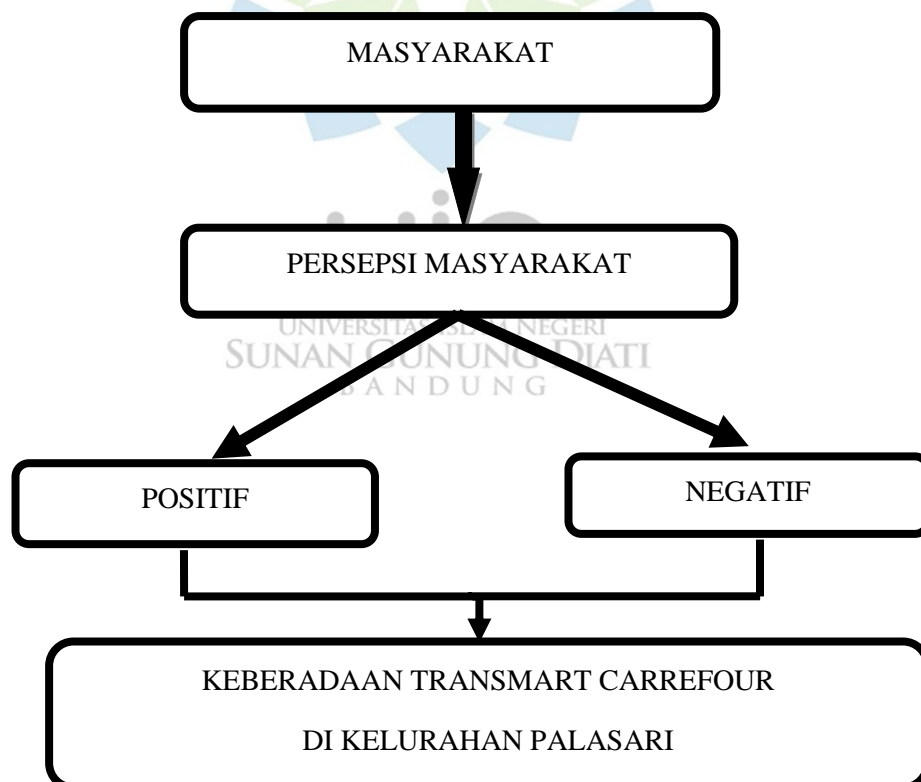 MASYARAKAT
PERSEPSI MASYARAKAT
UNIVERSITAS ISLAM NEGERI
SUNAN GUNUNG DJATI
BANDUNG
POSITIF
NEGATIF
KEBERADAAN TRANSMART CARREFOUR
DI KELURAHAN PALASARI